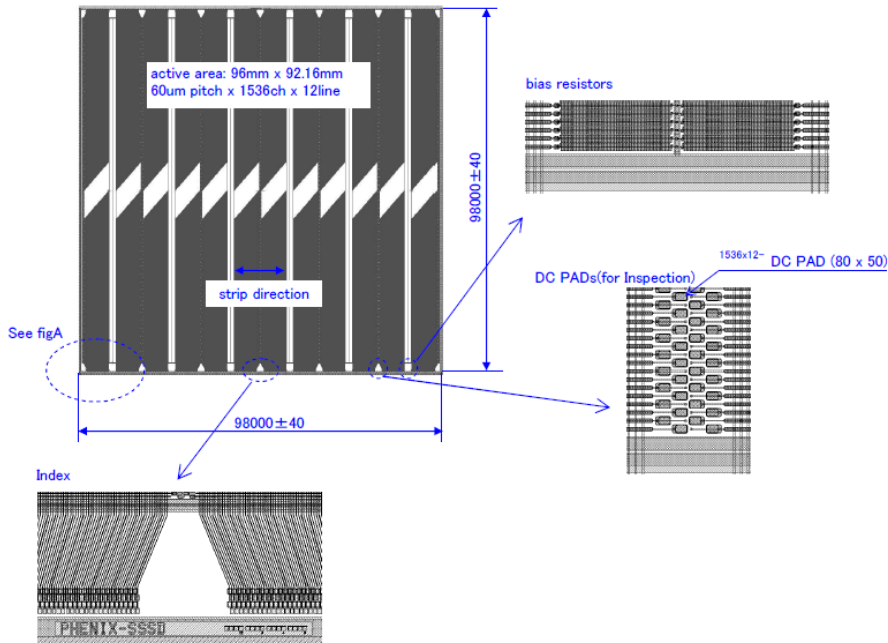 active area: 96mm x 92.16mm
60um pitch x 1536ch x 12line
bias resistors
98000±40
1536x12- DC PAD (80 x 50)
DC PADs(for Inspection)
strip direction
See figA
98000±40
Index
PHENIX-SSSD